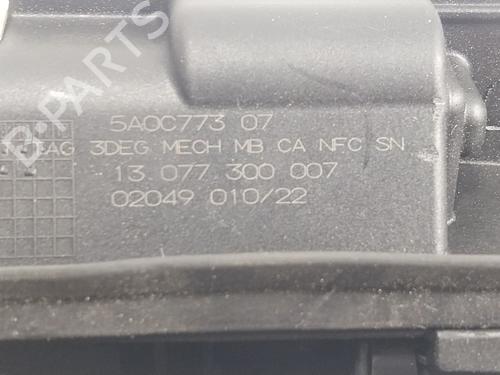 B-PARTS
5A0C773 07
3DEG MECH MB CA NFC SN
13 077 300 007
02049 010/22